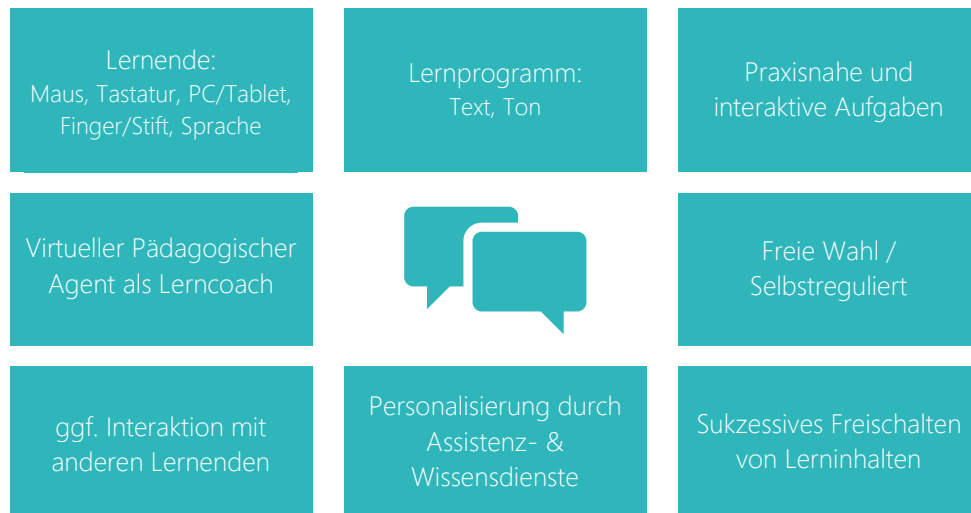 Lernende:
Maus, Tastatur, PC/Tablet,
Finger/Stift, Sprache
Lernprogramm:
Text, Ton
Praxisnahe und
interaktive Aufgaben
Virtueller Pädagogischer
Agent als Lerncoach
Freie Wahl /
Selbstreguliert
ggf. Interaktion mit
anderen Lernenden
Personalisierung durch
Assistenz- &
Wissensdienste
Sukzessives Freischalten
von Lerninhalten